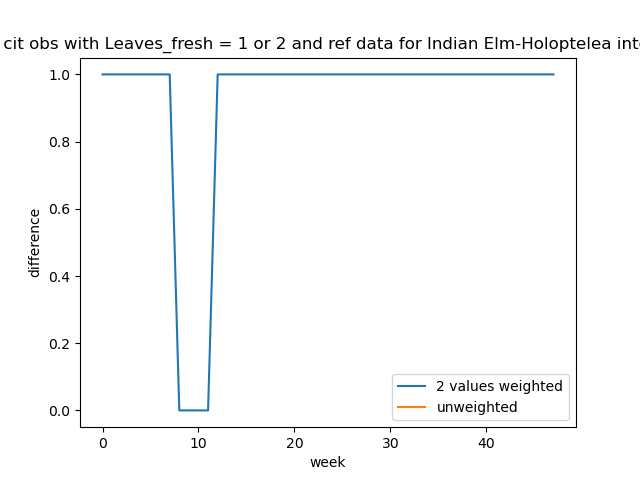 cit obs with Leaves_fresh = 1 or 2 and ref data for Indian Elm-Holoptelea
1.0
0.8
0.6
0.4
0.2
0.0
difference
0
10
20
30
40
week
2 values weighted
unweighted